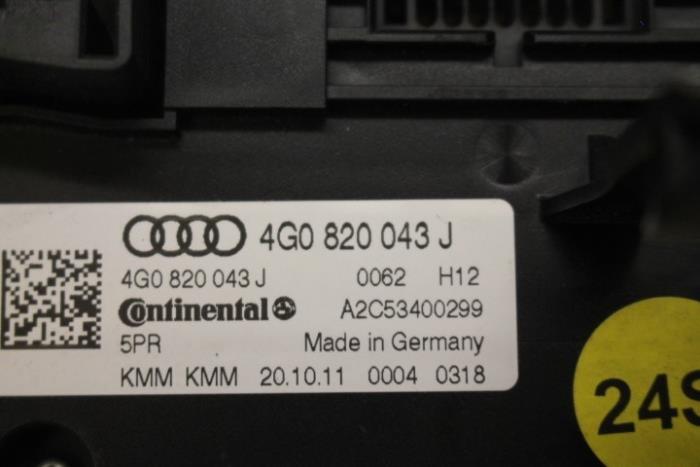 4G0 820 043 J
4G0 820 043 J 0062 H12
Continental A2C53400299
5PR Made in Germany
KMM KMM 20.10.11 0004 0318
24S